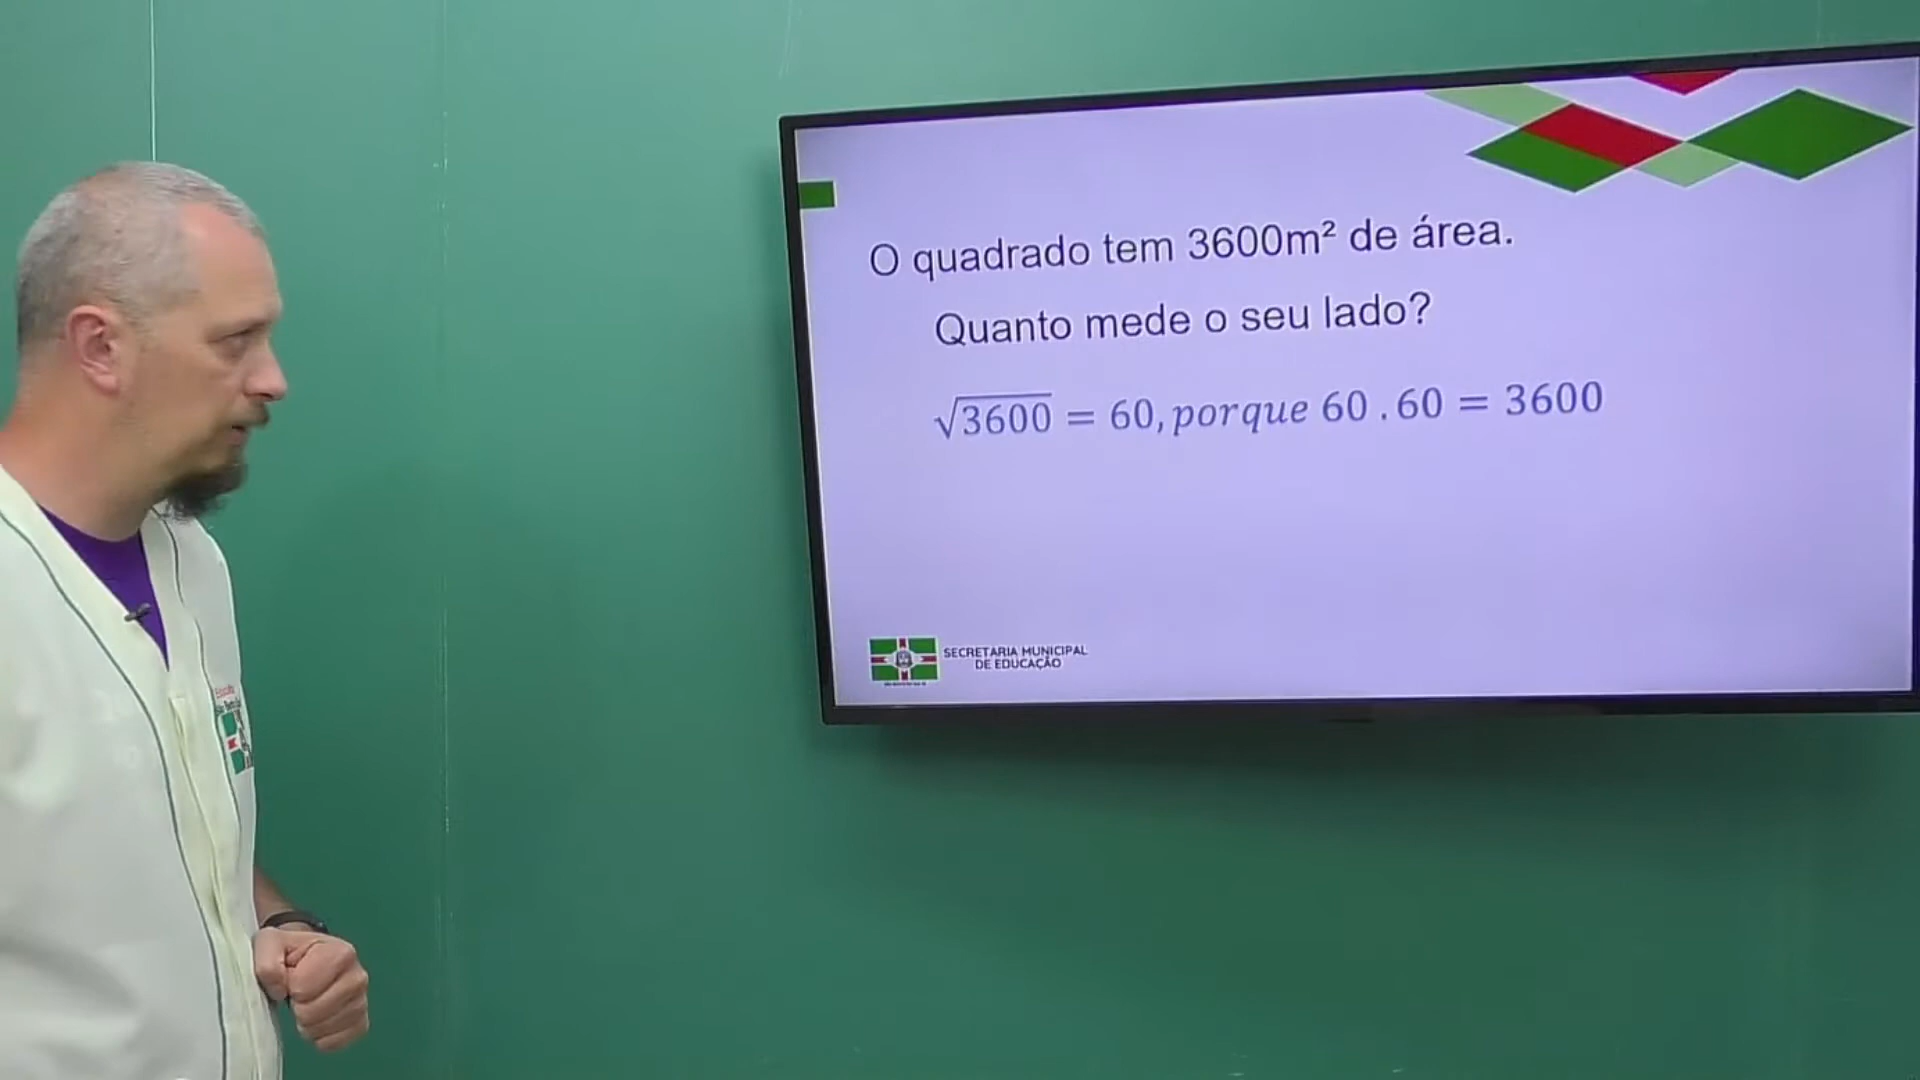 O quadrado tem 3600m² de área.
Quanto mede o seu lado?
√3600 = 60, porque 60 . 60 = 3600
SECRETARIA MUNICIPAL
DE EDUCAÇÃO